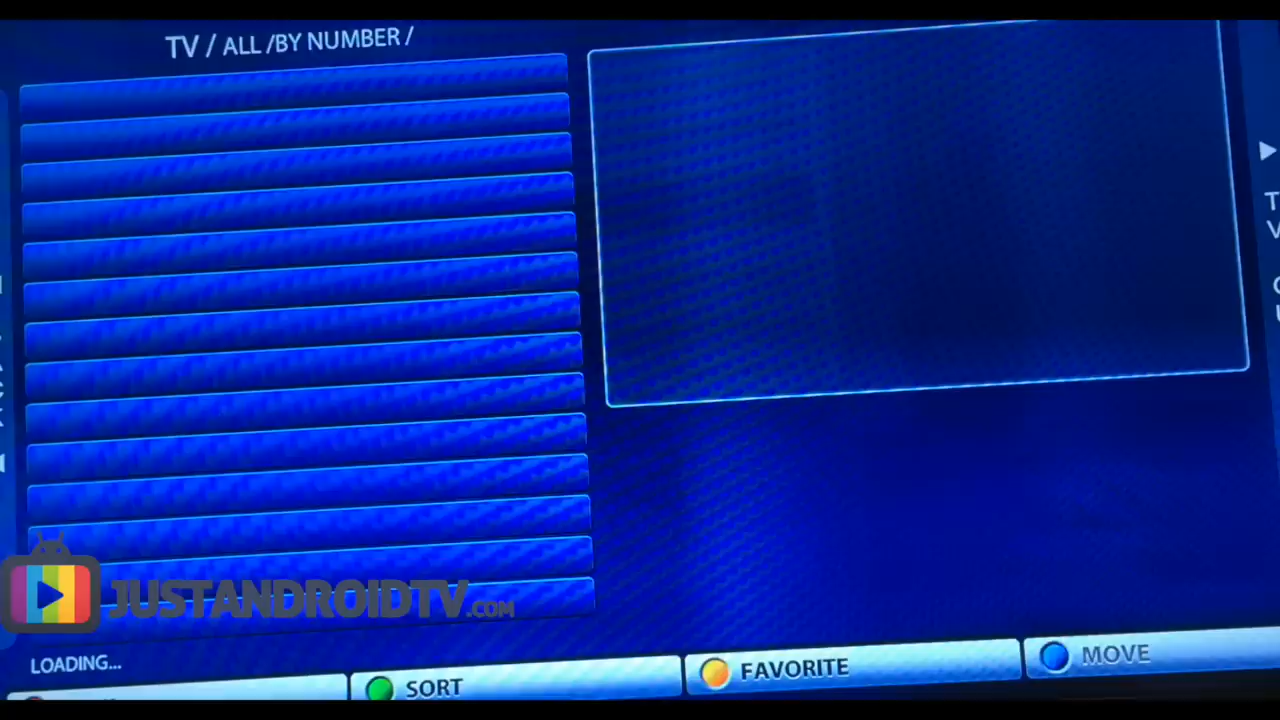 TV / ALL /BY NUMBER /
JUSTANDROIDTV.COM
LOADING...
SORT
FAVORITE
MOVE